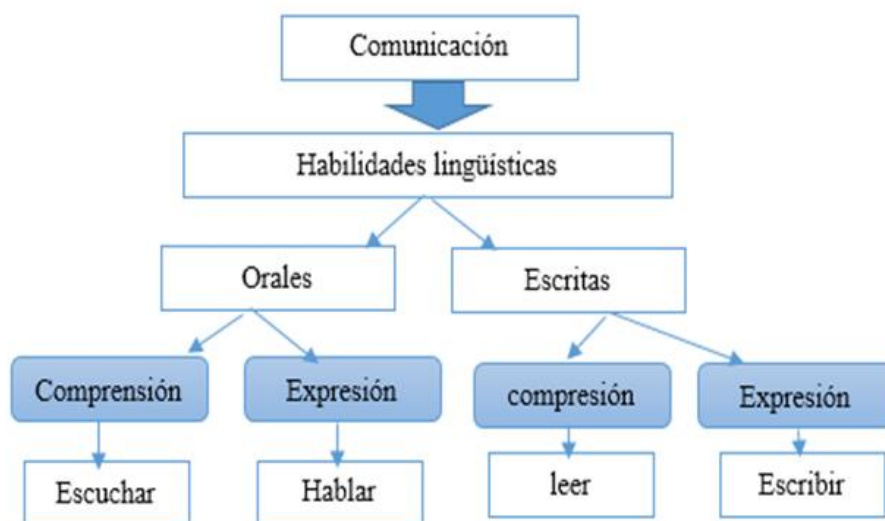 Comunicación
Habilidades lingüísticas
Orales
Escritas
Comprensión
Expresión
compresión
Expresión
Escuchar
Hablar
leer
Escribir